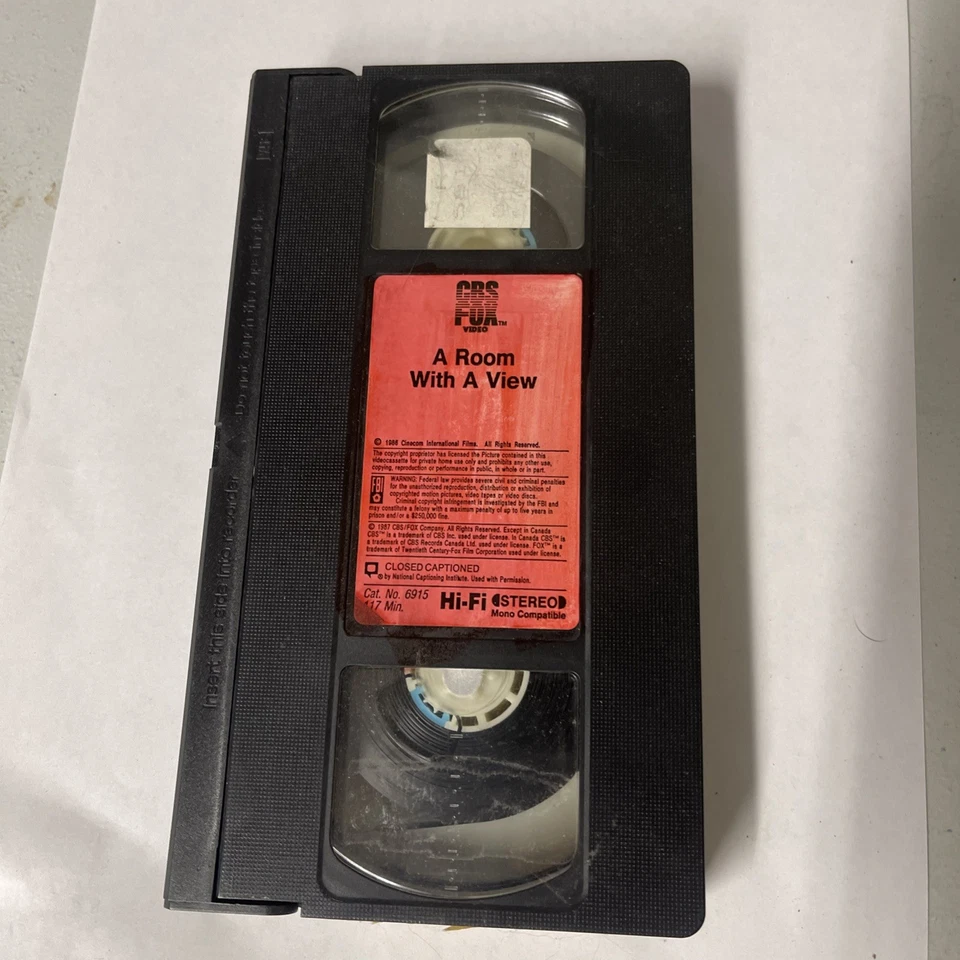 CBS
FOX™
VIDEO
A Room
With A View
© 1986 Cinecom International Films. All Rights Reserved.
The copyright proprietor has licensed the Picture contained in this
videocassette for private home use only and prohibits any other use,
copying, reproduction or performance in public, in whole or in part.
FBI
WARNING: Federal law provides severe civil and criminal penalties
for the unauthorized reproduction, distribution or exhibition of
copyrighted motion pictures, video tapes or video discs.
Criminal copyright infringement is investigated by the FBI and
may constitute a felony with a maximum penalty of up to five years in
prison and/or a $250,000 fine.
© 1987 CBS/FOX Company. All Rights Reserved. Except in Canada
CBS™ is a trademark of CBS Inc. used under license. In Canada CBS™ is
a trademark of CBS Records Canada Ltd. used under license. FOX™ is a
trademark of Twentieth Century-Fox Film Corporation used under license.
CLOSED CAPTIONED
® by National Captioning Institute. Used with Permission.
Cat. No. 6915
117 Min.
Hi-Fi STEREO
Mono Compatible
Insert this side into recorder
Do not touch the tape inside